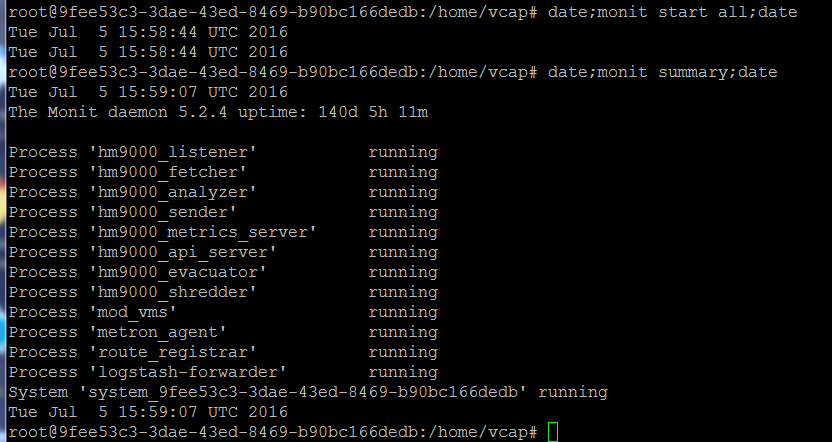 root@9fee53c3-3dae-43ed-8469-b90bc166dedb:/home/vcap# date;monit start all;date
Tue Jul  5 15:58:44 UTC 2016
Tue Jul  5 15:58:44 UTC 2016
root@9fee53c3-3dae-43ed-8469-b90bc166dedb:/home/vcap# date;monit summary;date
Tue Jul  5 15:59:07 UTC 2016
The Monit daemon 5.2.4 uptime: 140d 5h 11m
Process 'hm9000_listener'           running
Process 'hm9000_fetcher'            running
Process 'hm9000_analyzer'           running
Process 'hm9000_sender'             running
Process 'hm9000_metrics_server'     running
Process 'hm9000_api_server'         running
Process 'hm9000_evacuator'          running
Process 'hm9000_shredder'           running
Process 'mod_vms'                   running
Process 'metron_agent'              running
Process 'route_registrar'           running
Process 'logstash-forwarder'        running
System 'system_9fee53c3-3dae-43ed-8469-b90bc166dedb' running
Tue Jul  5 15:59:07 UTC 2016
root@9fee53c3-3dae-43ed-8469-b90bc166dedb:/home/vcap#